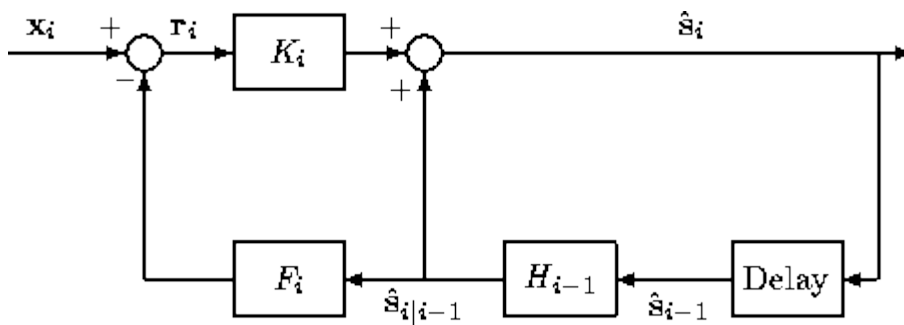 x_i + r_i K_i + ŝ_i
− +
F_i ŝ_{i|i−1} H_{i−1} ŝ_{i−1} Delay